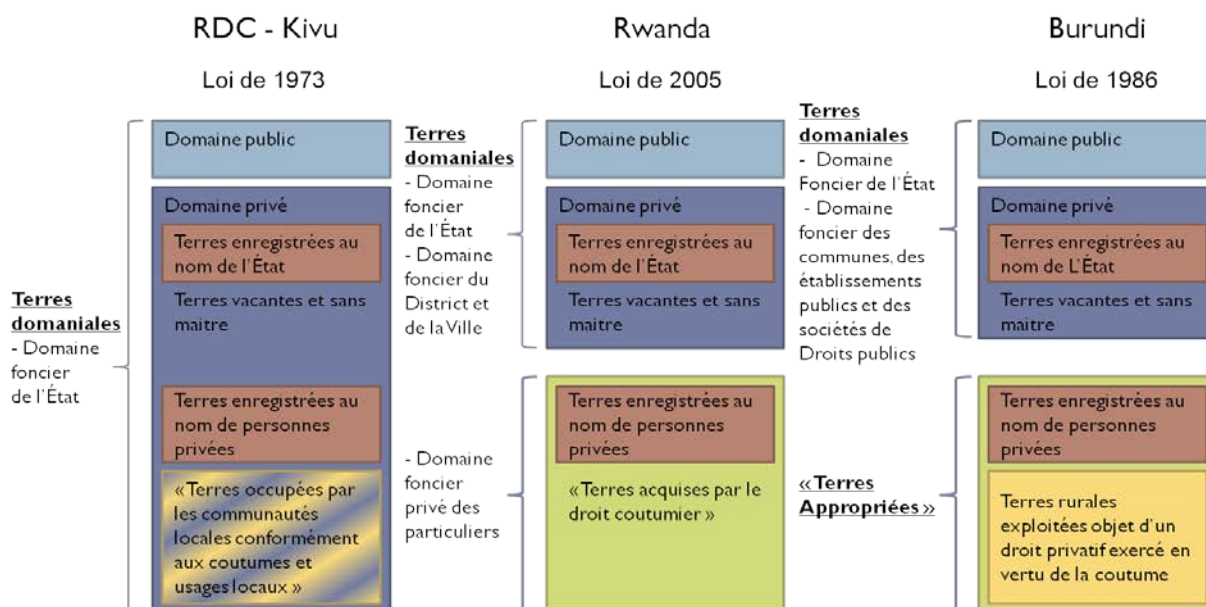 RDC - Kivu
Loi de 1973
Terres
domaniales
- Domaine
foncier
de l'État
Domaine public
Domaine privé
Terres enregistrées au
nom de l'État
Terres vacantes et sans
maitre
Terres enregistrées au
nom de personnes
privées
« Terres occupées par
les communautés
locales conformément
aux coutumes et
usages locaux »
Rwanda
Loi de 2005
Terres
domaniales
- Domaine
foncier
de l'État
- Domaine
foncier du
District et
de la Ville
Domaine public
Domaine privé
Terres enregistrées au
nom de l'État
Terres vacantes et sans
maitre
- Domaine
foncier
privé des
particuliers
Terres enregistrées au
nom de personnes
privées
« Terres acquises par le
droit coutumier »
Burundi
Loi de 1986
Terres
domaniales
- Domaine
Foncier de l'État
- Domaine
foncier des
communes, des
établissements
publics et des
sociétés de
Droits publics
Domaine public
Domaine privé
Terres enregistrées au
nom de L'État
Terres vacantes et sans
maitre
« Terres
Appropriées »
Terres enregistrées au
nom de personnes
privées
Terres rurales
exploitées objet d'un
droit privatif exercé en
vertu de la coutume